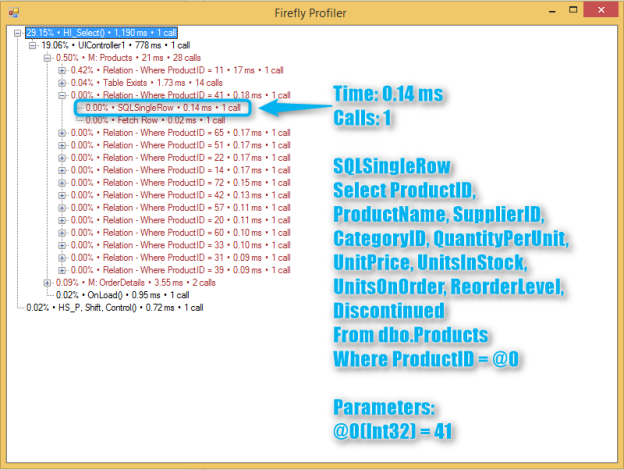 Firefly Profiler
29.15% • HI_Select() • 1,190 ms • 1 call
19.06% • UIController1 • 778 ms • 1 call
0.50% • M: Products • 21 ms • 28 calls
0.42% • Relation - Where ProductID = 11 • 17 ms • 1 call
0.04% • Table Exists • 1.73 ms • 14 calls
0.00% • Relation - Where ProductID = 41 • 0.18 ms • 1 call
0.00% • SQLSingleRow • 0.14 ms • 1 call
0.00% • Fetch Row • 0.02 ms • 1 call
0.00% • Relation - Where ProductID = 65 • 0.17 ms • 1 call
0.00% • Relation - Where ProductID = 51 • 0.17 ms • 1 call
0.00% • Relation - Where ProductID = 22 • 0.17 ms • 1 call
0.00% • Relation - Where ProductID = 14 • 0.17 ms • 1 call
0.00% • Relation - Where ProductID = 72 • 0.15 ms • 1 call
0.00% • Relation - Where ProductID = 42 • 0.13 ms • 1 call
0.00% • Relation - Where ProductID = 57 • 0.11 ms • 1 call
0.00% • Relation - Where ProductID = 20 • 0.11 ms • 1 call
0.00% • Relation - Where ProductID = 60 • 0.10 ms • 1 call
0.00% • Relation - Where ProductID = 33 • 0.10 ms • 1 call
0.00% • Relation - Where ProductID = 31 • 0.09 ms • 1 call
0.00% • Relation - Where ProductID = 39 • 0.09 ms • 1 call
0.09% • M: OrderDetails • 3.55 ms • 2 calls
0.02% • OnLoad() • 0.95 ms • 1 call
0.02% • HS_P, Shift, Control() • 0.72 ms • 1 call
Time: 0.14 ms
Calls: 1
SQLSingleRow
Select ProductID,
ProductName, SupplierID,
CategoryID, QuantityPerUnit,
UnitPrice, UnitsInStock,
UnitsOnOrder, ReorderLevel,
Discontinued
From dbo.Products
Where ProductID = @0
Parameters:
@0(Int32) = 41